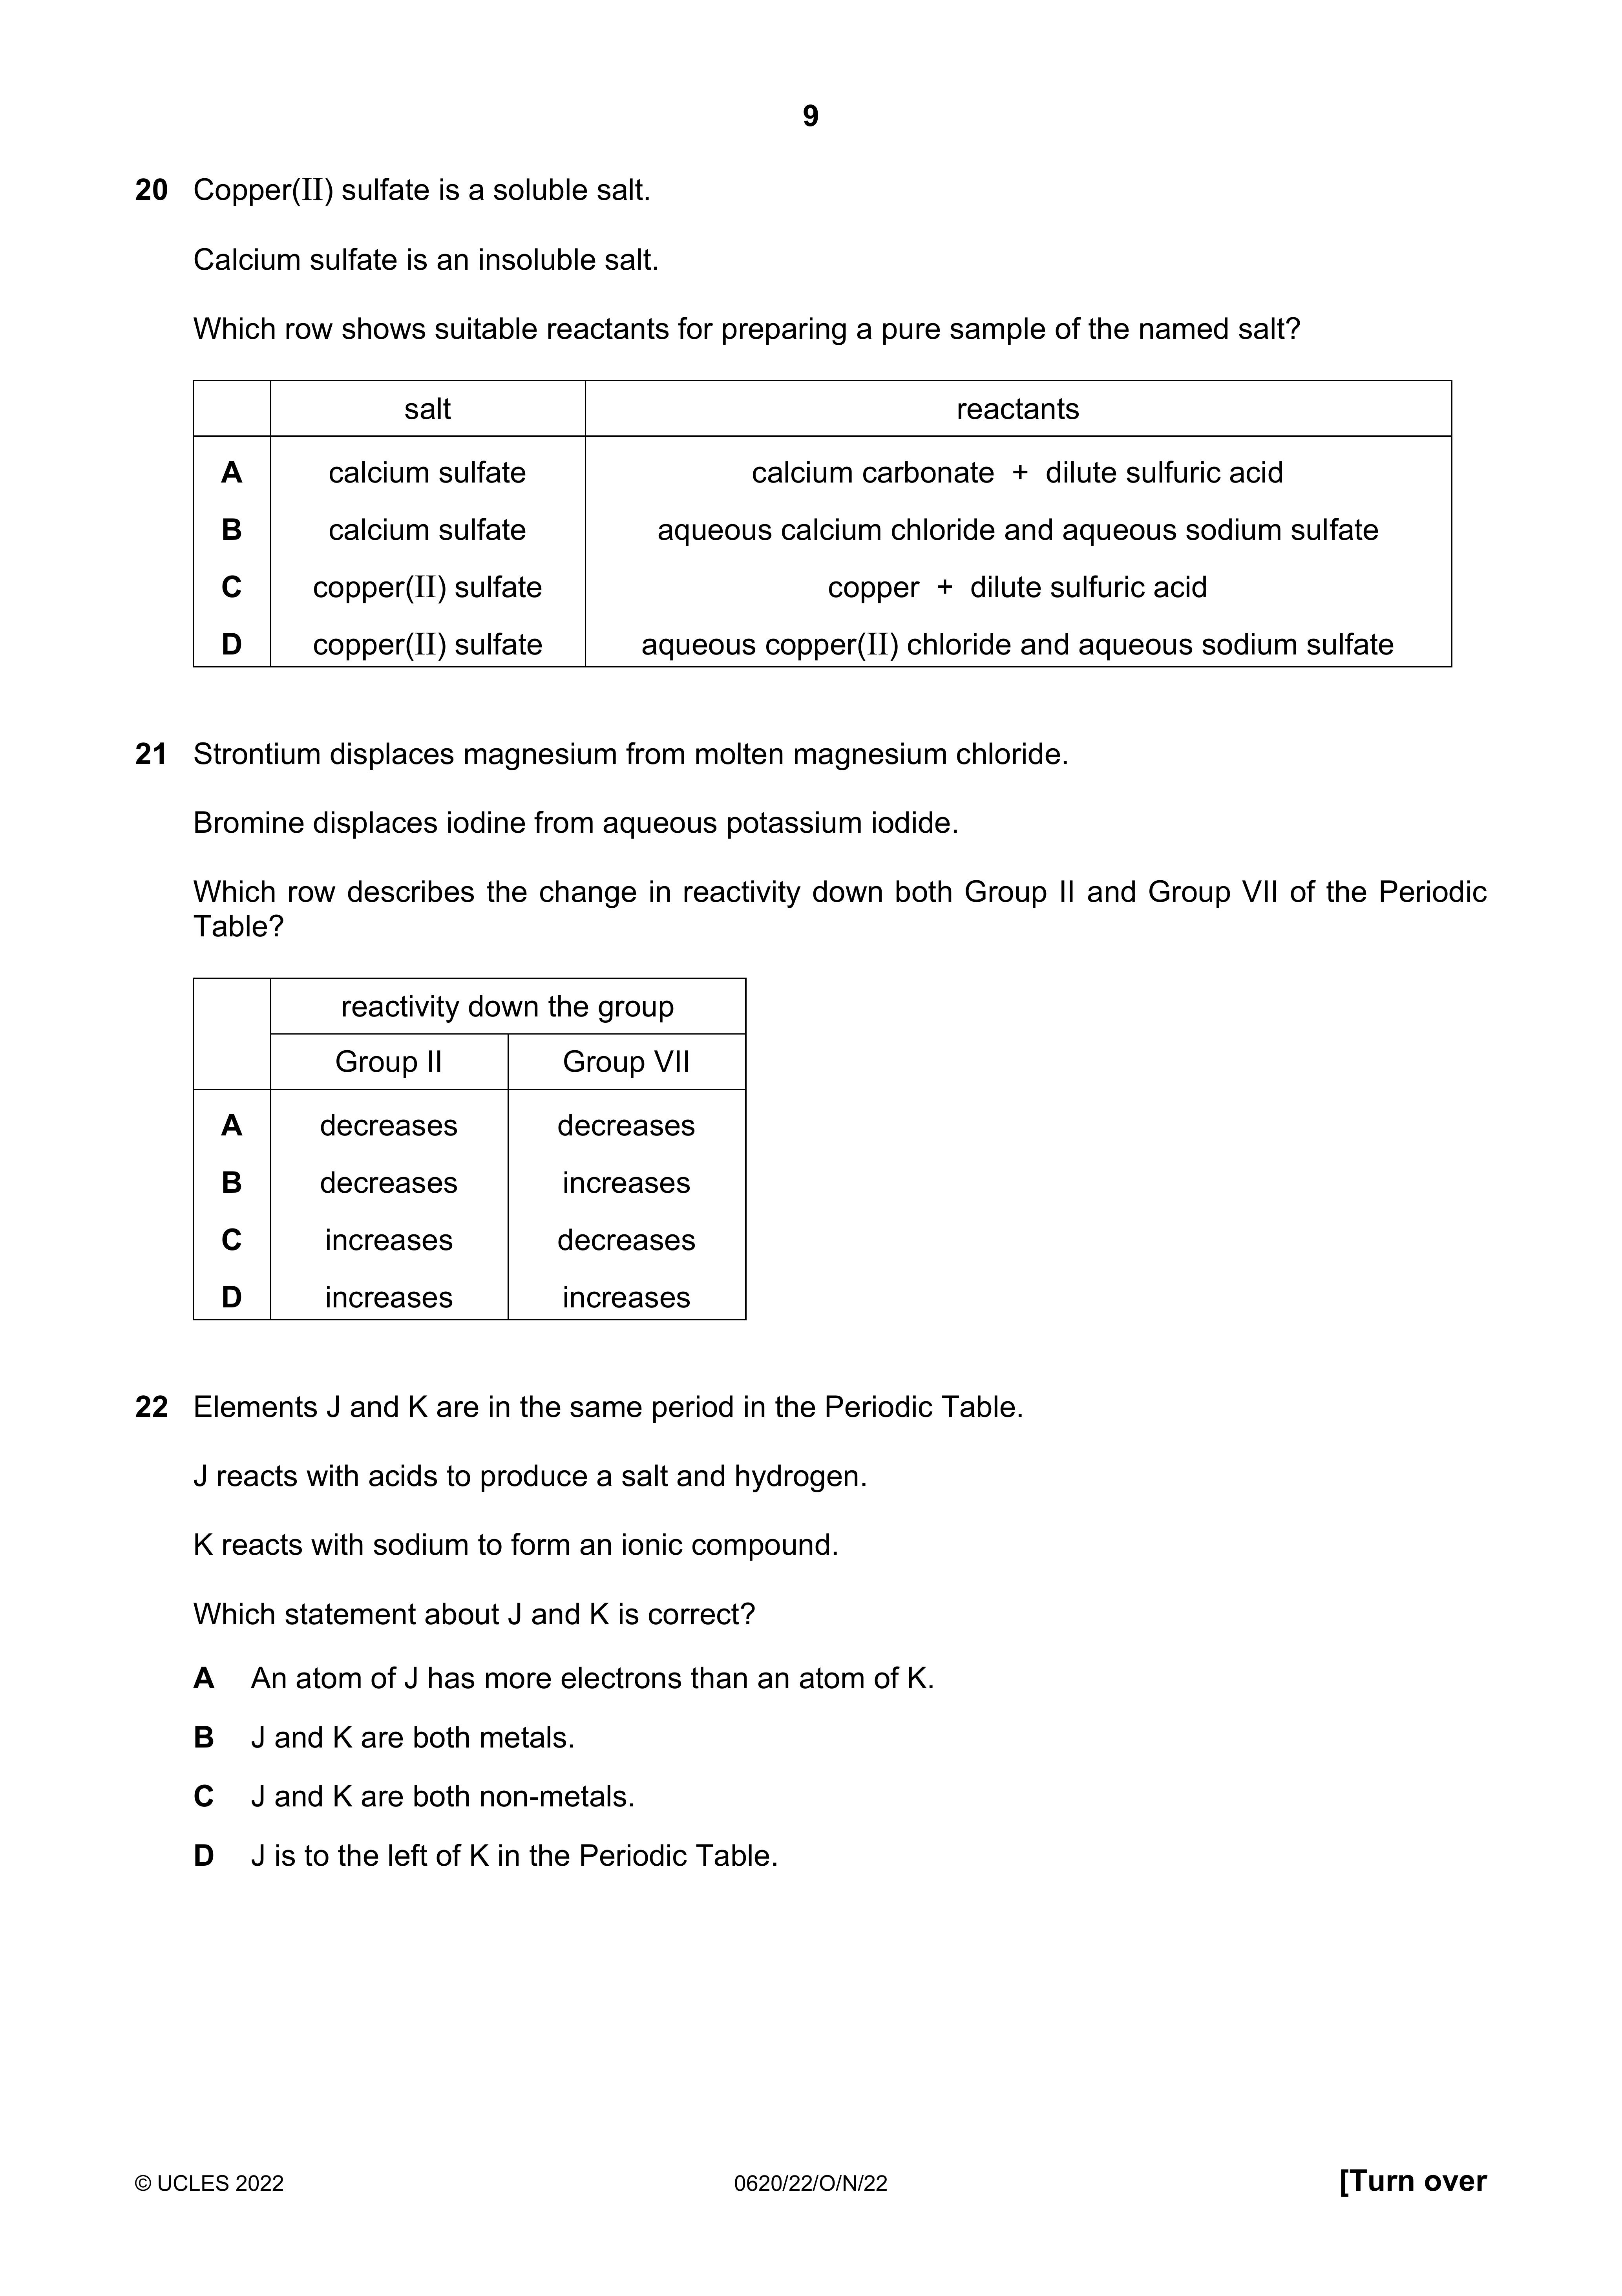 9
20 Copper(II) sulfate is a soluble salt.
Calcium sulfate is an insoluble salt.
Which row shows suitable reactants for preparing a pure sample of the named salt?
salt reactants
A calcium sulfate calcium carbonate + dilute sulfuric acid
B calcium sulfate aqueous calcium chloride and aqueous sodium sulfate
C copper(II) sulfate copper + dilute sulfuric acid
D copper(II) sulfate aqueous copper(II) chloride and aqueous sodium sulfate
21 Strontium displaces magnesium from molten magnesium chloride.
Bromine displaces iodine from aqueous potassium iodide.
Which row describes the change in reactivity down both Group II and Group VII of the Periodic
Table?
reactivity down the group
Group II Group VII
A decreases decreases
B decreases increases
C increases decreases
D increases increases
22 Elements J and K are in the same period in the Periodic Table.
J reacts with acids to produce a salt and hydrogen.
K reacts with sodium to form an ionic compound.
Which statement about J and K is correct?
A An atom of J has more electrons than an atom of K.
B J and K are both metals.
C J and K are both non-metals.
D J is to the left of K in the Periodic Table.
© UCLES 2022 0620/22/O/N/22 [Turn over